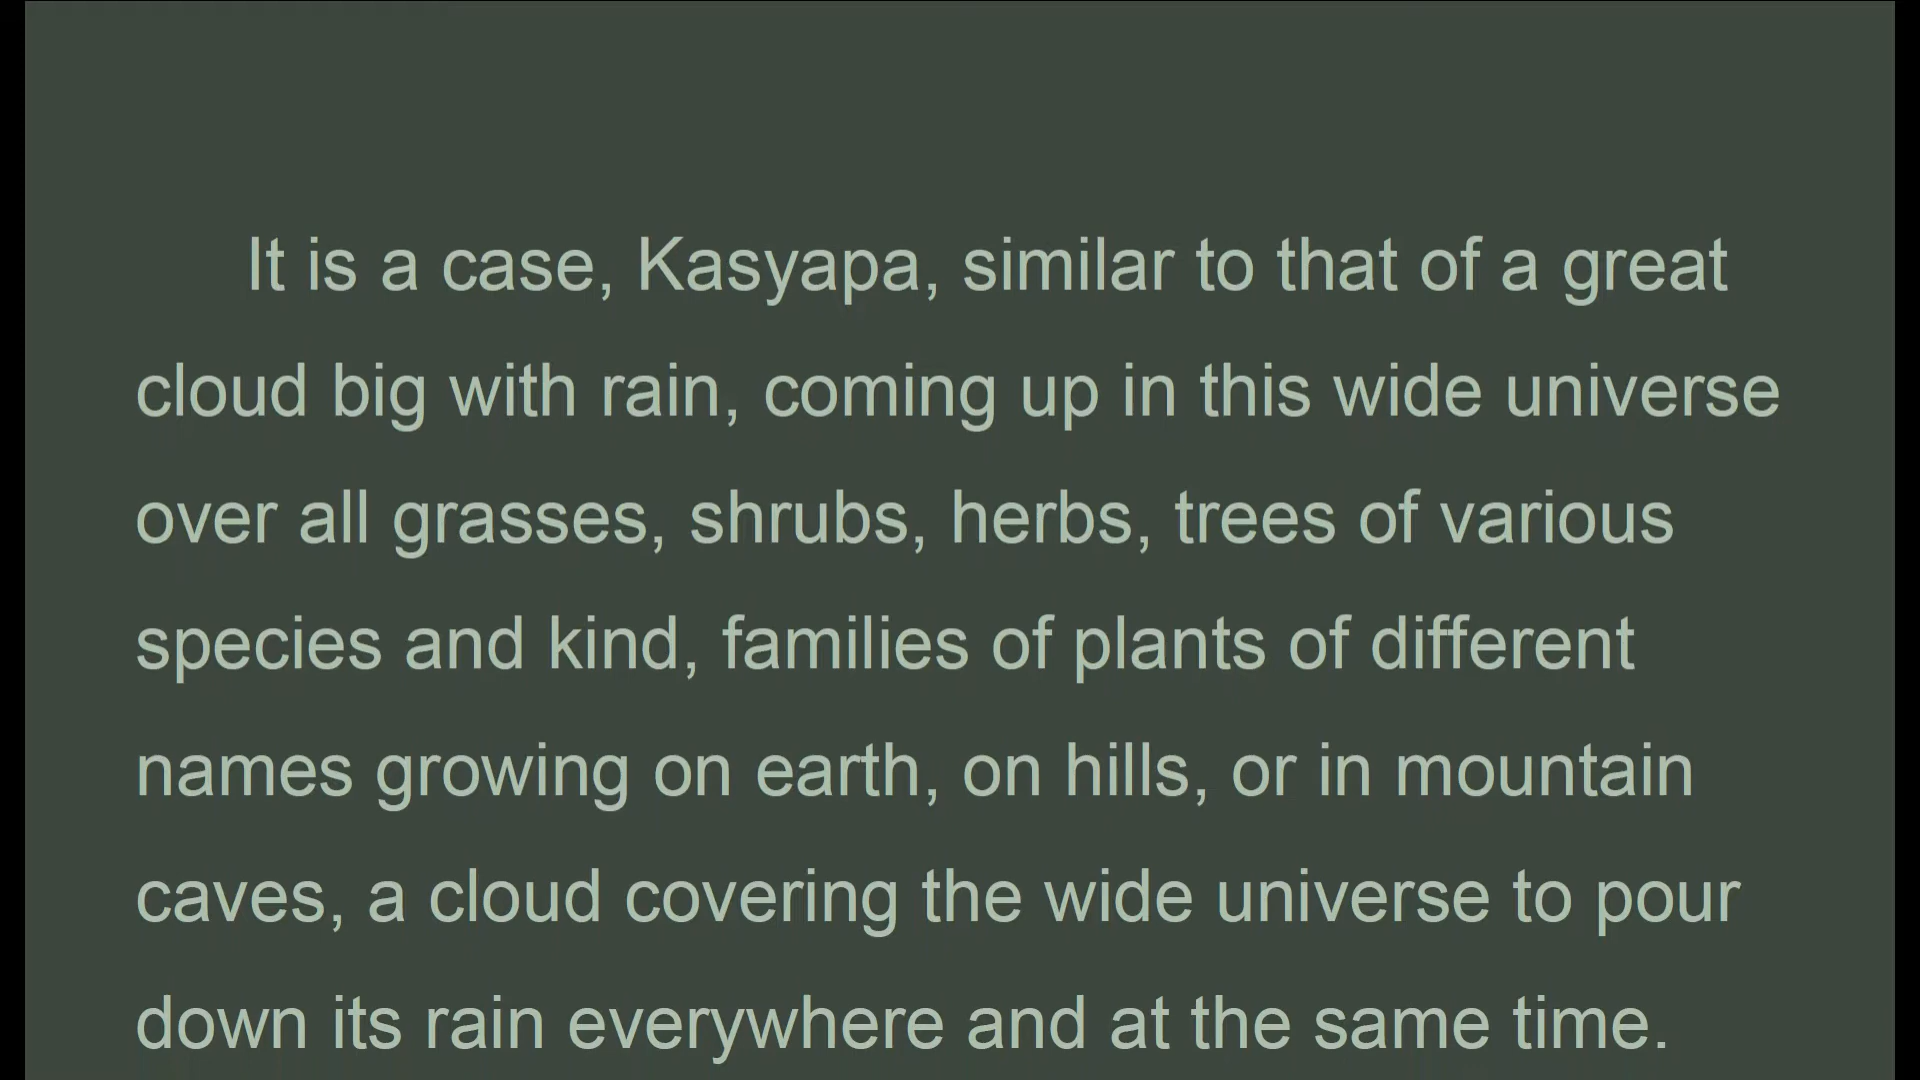 It is a case, Kasyapa, similar to that of a great
cloud big with rain, coming up in this wide universe
over all grasses, shrubs, herbs, trees of various
species and kind, families of plants of different
names growing on earth, on hills, or in mountain
caves, a cloud covering the wide universe to pour
down its rain everywhere and at the same time.